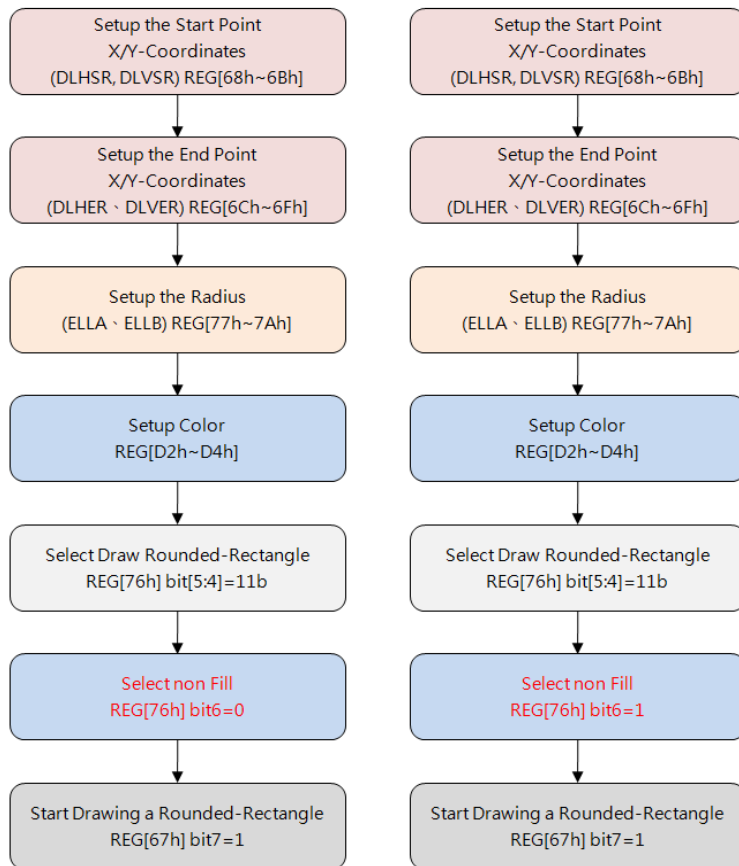 Setup the Start Point
X/Y-Coordinates
(DLHSR, DLVSR) REG[68h~6Bh]
Setup the End Point
X/Y-Coordinates
(DLHER、DLVER) REG[6Ch~6Fh]
Setup the Radius
(ELLA、ELLB) REG[77h~7Ah]
Setup Color
REG[D2h~D4h]
Select Draw Rounded-Rectangle
REG[76h] bit[5:4]=11b
Select non Fill
REG[76h] bit6=0
Start Drawing a Rounded-Rectangle
REG[67h] bit7=1
Setup the Start Point
X/Y-Coordinates
(DLHSR, DLVSR) REG[68h~6Bh]
Setup the End Point
X/Y-Coordinates
(DLHER、DLVER) REG[6Ch~6Fh]
Setup the Radius
(ELLA、ELLB) REG[77h~7Ah]
Setup Color
REG[D2h~D4h]
Select Draw Rounded-Rectangle
REG[76h] bit[5:4]=11b
Select non Fill
REG[76h] bit6=1
Start Drawing a Rounded-Rectangle
REG[67h] bit7=1